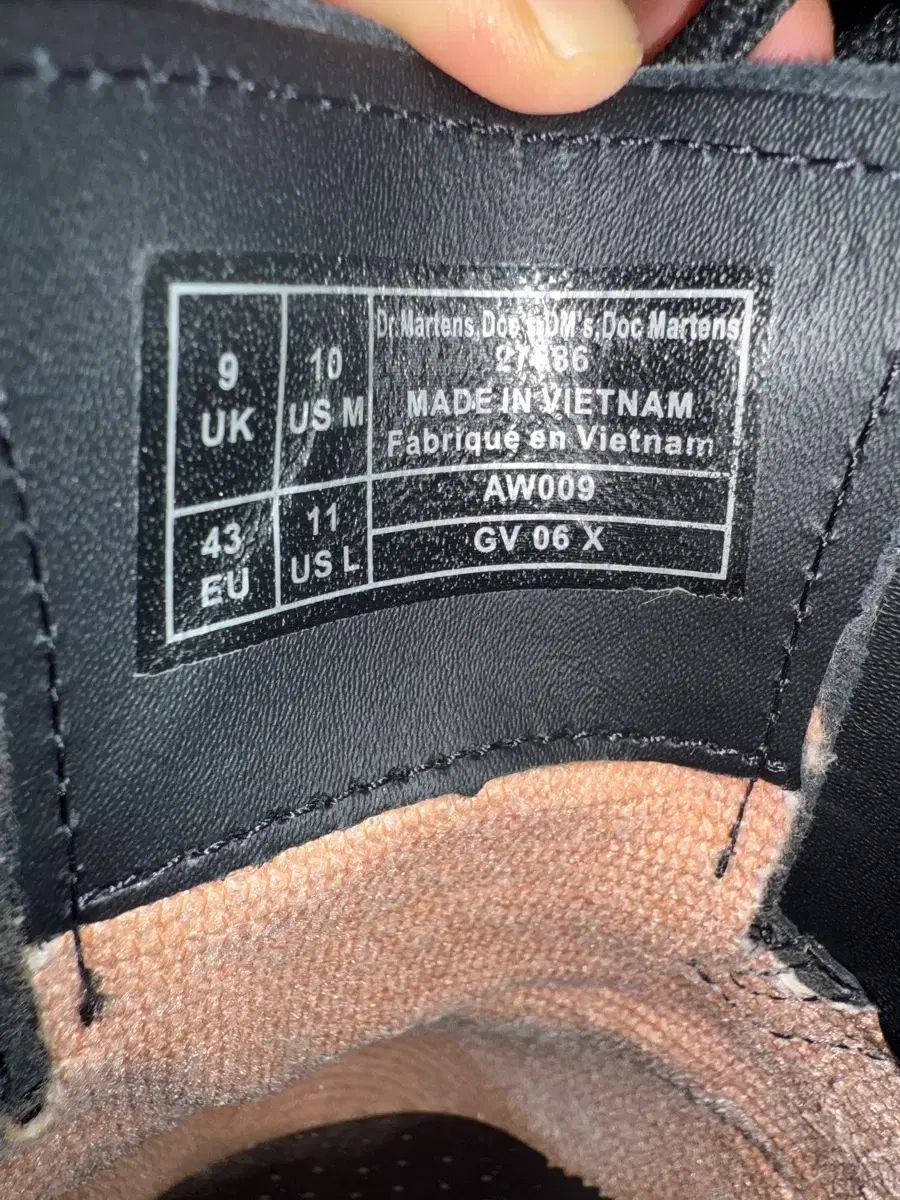 9
UK
10
US M
43
EU
11
US L
Dr.Martens, DM's, Doc Martens
MADE IN VIETNAM
Fabriqué en Vietnam
AW009
GV 06 X